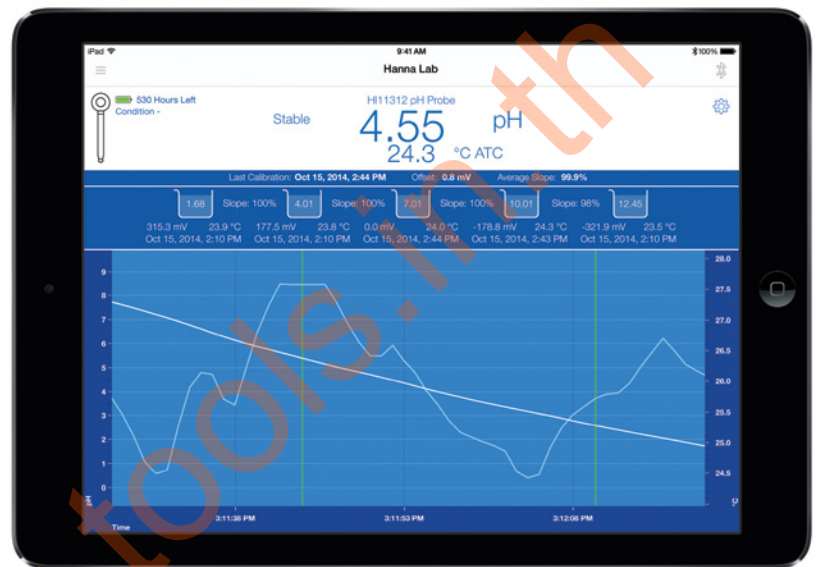 iPad 9:41 AM 100%
Hanna Lab
530 Hours Left
Condition -
HI11312 pH Probe
Stable 4.55 pH
24.3 °C ATC
Last Calibration: Oct 15, 2014, 2:44 PM Offset: 0.8 mV Average Slope: 99.9%
1.68 Slope: 100% 4.01 Slope: 100% 7.01 Slope: 100% 10.01 Slope: 98% 12.45
315.3 mV 23.9 °C 177.5 mV 23.8 °C 0.0 mV 24.0 °C -178.8 mV 24.3 °C -321.9 mV 23.5 °C
Oct 15, 2014, 2:10 PM Oct 15, 2014, 2:10 PM Oct 15, 2014, 2:44 PM Oct 15, 2014, 2:43 PM Oct 15, 2014, 2:10 PM
28.0
9
27.5
8
7
27.0
6
26.5
5
26.0
4
25.5
3
2
25.0
1
24.5
0
pH
°C
3:11:38 PM 3:11:53 PM 3:12:08 PM
Time
tools.in.th